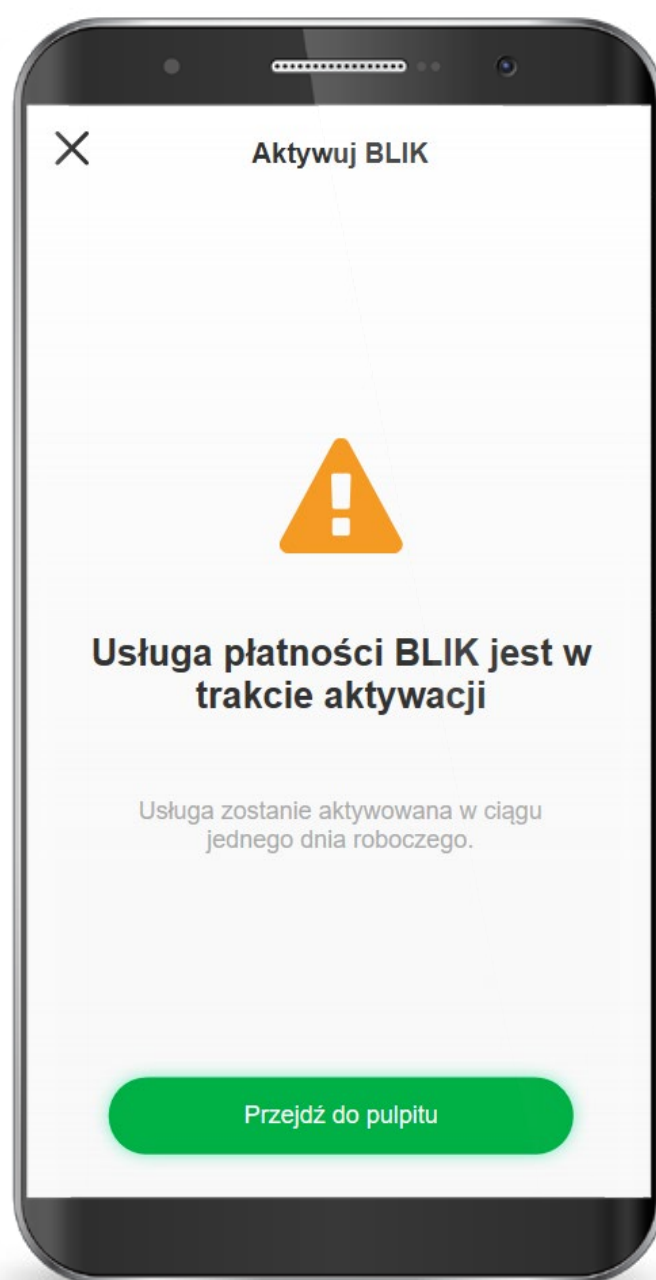 Aktywuj BLIK
Usługa płatności BLIK jest w
trakcie aktywacji
Usługa zostanie aktywowana w ciągu
jednego dnia roboczego.
Przejdź do pulpitu